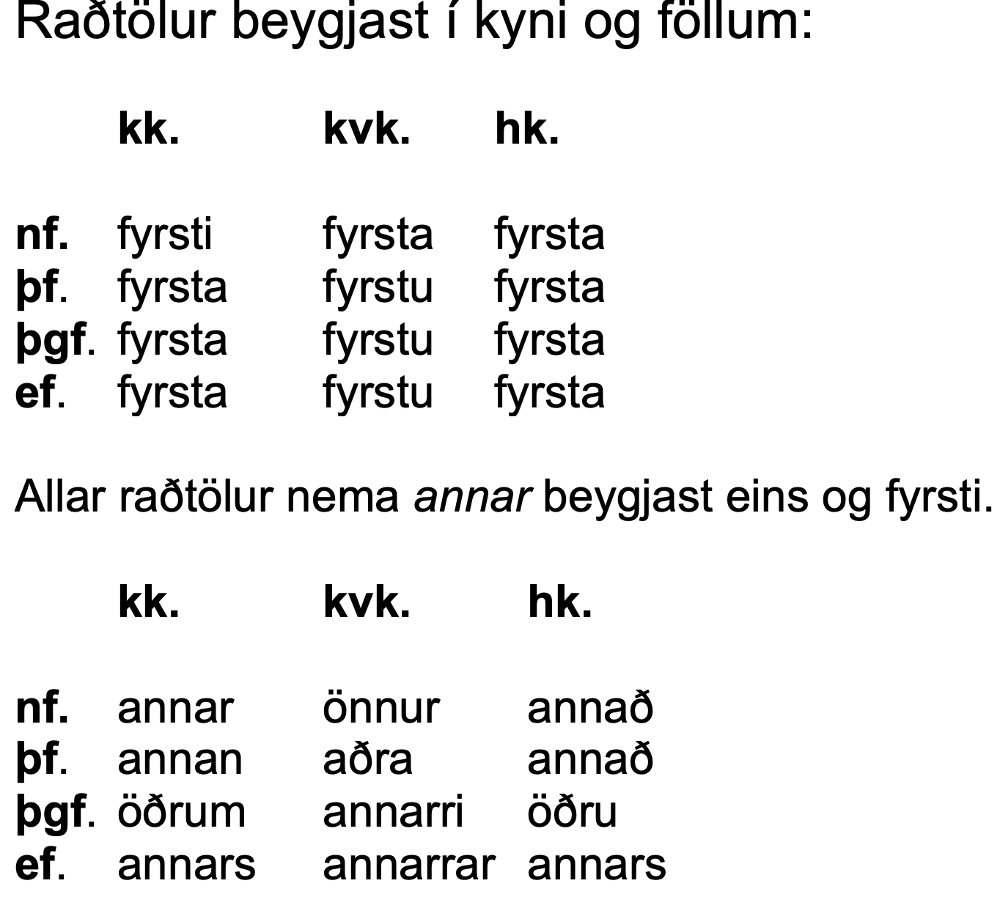 Raðtölur beygjast í kyni og föllum:
kk. kvk. hk.
nf. fyrsti fyrsta fyrsta
þf. fyrsta fyrstu fyrsta
þgf. fyrsta fyrstu fyrsta
ef. fyrsta fyrstu fyrsta
Allar raðtölur nema annar beygjast eins og fyrsti.
kk. kvk. hk.
nf. annar önnur annað
þf. annan aðra annað
þgf. öðrum annarri öðru
ef. annars annarrar annars